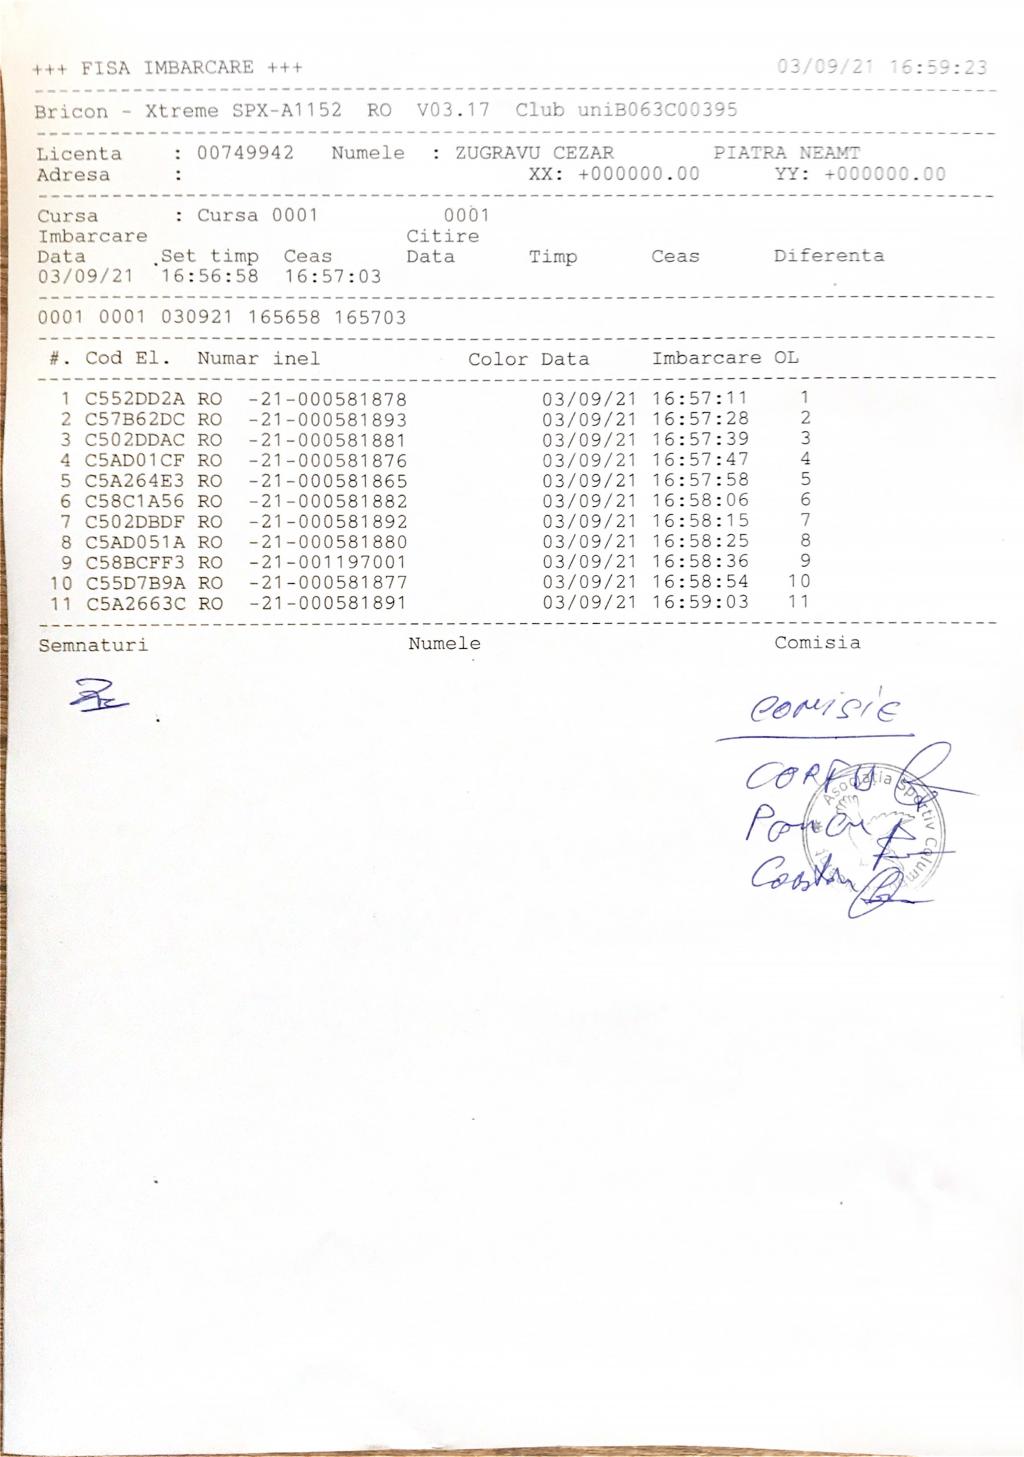 +++ FISA IMBARCARE +++ 03/09/21 16:59:23
Bricon - Xtreme SPX-A1152 RO V03.17 Club uniB063C00395
Licenta : 00749942 Numele : ZUGRAVU CEZAR PIATRA NEAMT
Adresa : XX: +000000.00 YY: +000000.00
Cursa : Cursa 0001 0001
Imbarcare Citire
Data Set timp Ceas Data Timp Ceas Diferenta
03/09/21 16:56:58 16:57:03
0001 0001 030921 165658 165703
#. Cod El. Numar inel Color Data Imbarcare OL
1 C552DD2A RO -21-000581878 03/09/21 16:57:11 1
2 C57B62DC RO -21-000581893 03/09/21 16:57:28 2
3 C502DDAC RO -21-000581881 03/09/21 16:57:39 3
4 C5AD01CF RO -21-000581876 03/09/21 16:57:47 4
5 C5A264E3 RO -21-000581865 03/09/21 16:57:58 5
6 C58C1A56 RO -21-000581882 03/09/21 16:58:06 6
7 C502DBDF RO -21-000581892 03/09/21 16:58:15 7
8 C5AD051A RO -21-000581880 03/09/21 16:58:25 8
9 C58BCFF3 RO -21-001197001 03/09/21 16:58:36 9
10 C55D7B9A RO -21-000581877 03/09/21 16:58:54 10
11 C5A2663C RO -21-000581891 03/09/21 16:59:03 11
Semnaturi Numele Comisia
COMISIE
Asociația Sportiv Colum